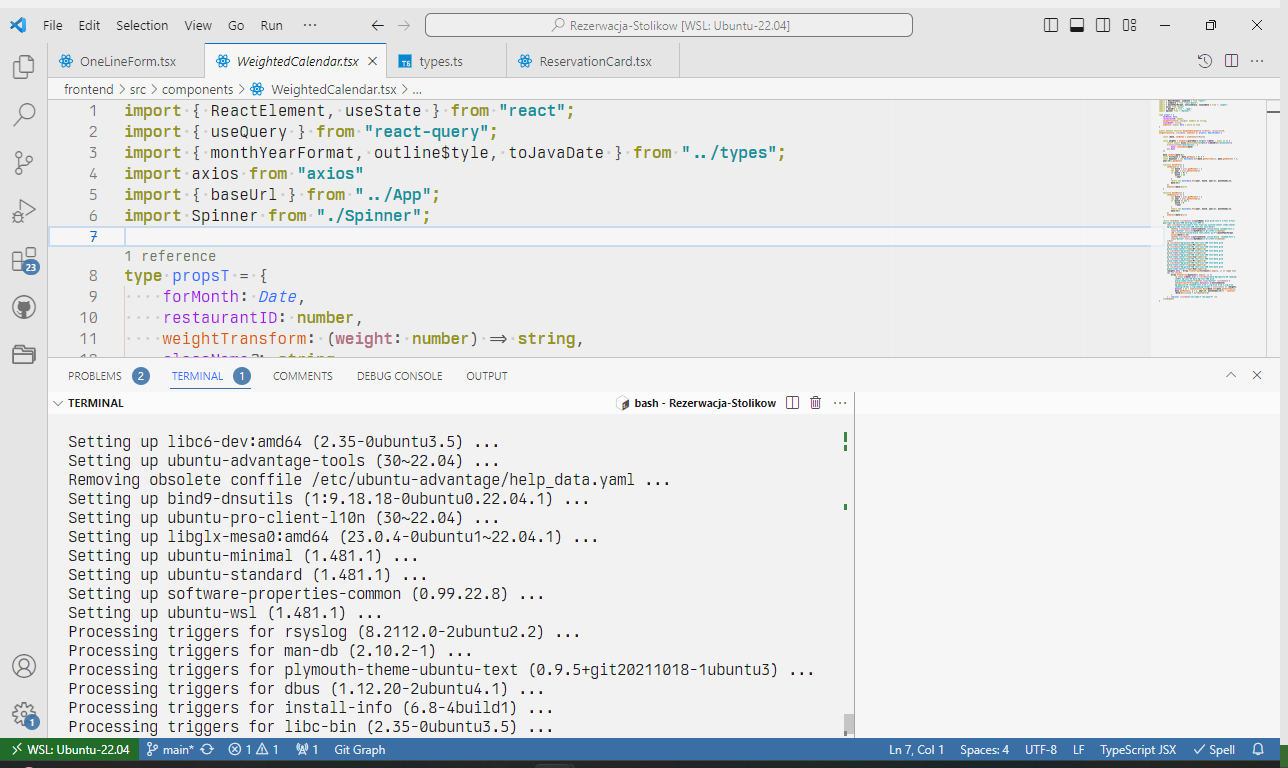 File Edit Selection View Go Run ···
Rezerwacja-Stolikow [WSL: Ubuntu-22.04]
OneLineForm.tsx WeightedCalendar.tsx TS types.ts ReservationCard.tsx
frontend > src > components > WeightedCalendar.tsx > ...
1 import { ReactElement, useState } from "react";
2 import { useQuery } from "react-query";
3 import { monthYearFormat, outline$tyle, toJavaDate } from "../types";
4 import axios from "axios"
5 import { baseUrl } from "../App";
6 import Spinner from "./Spinner";
7
1 reference
8 type propsT = {
9 forMonth: Date,
10 restaurantID: number,
11 weightTransform: (weight: number) => string,
12 className?: string
23
PROBLEMS 2 TERMINAL 1 COMMENTS DEBUG CONSOLE OUTPUT
TERMINAL
bash - Rezerwacja-Stolikow
Setting up libc6-dev:amd64 (2.35-0ubuntu3.5) ...
Setting up ubuntu-advantage-tools (30~22.04) ...
Removing obsolete conffile /etc/ubuntu-advantage/help_data.yaml ...
Setting up bind9-dnsutils (1:9.18.18-0ubuntu0.22.04.1) ...
Setting up ubuntu-pro-client-l10n (30~22.04) ...
Setting up libglx-mesa0:amd64 (23.0.4-0ubuntu1~22.04.1) ...
Setting up ubuntu-minimal (1.481.1) ...
Setting up ubuntu-standard (1.481.1) ...
Setting up software-properties-common (0.99.22.8) ...
Setting up ubuntu-wsl (1.481.1) ...
Processing triggers for rsyslog (8.2112.0-2ubuntu2.2) ...
Processing triggers for man-db (2.10.2-1) ...
Processing triggers for plymouth-theme-ubuntu-text (0.9.5+git20211018-1ubuntu3) ...
Processing triggers for dbus (1.12.20-2ubuntu4.1) ...
Processing triggers for install-info (6.8-4build1) ...
Processing triggers for libc-bin (2.35-0ubuntu3.5) ...
1
WSL: Ubuntu-22.04 main* 1 1 1 Git Graph Ln 7, Col 1 Spaces: 4 UTF-8 LF TypeScript JSX Spell